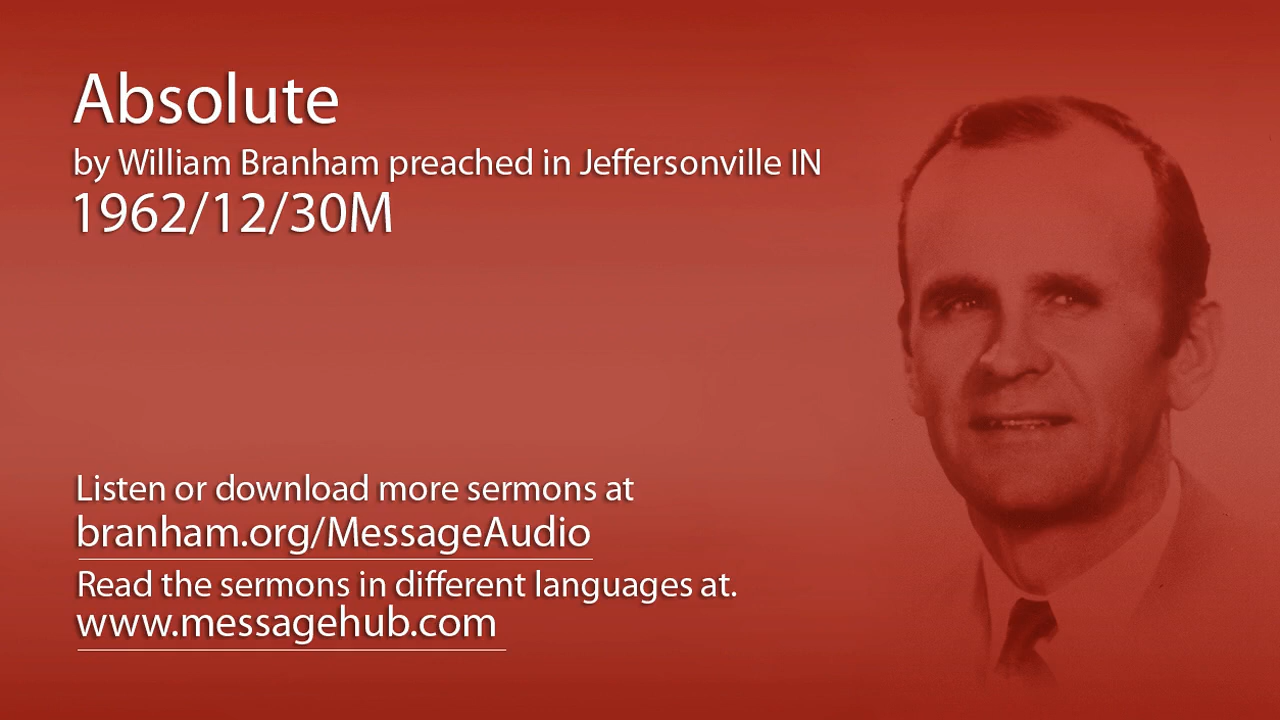 Absolute
by William Branham preached in Jeffersonville IN
1962/12/30M
Listen or download more sermons at
branham.org/MessageAudio
Read the sermons in different languages at.
www.messagehub.com